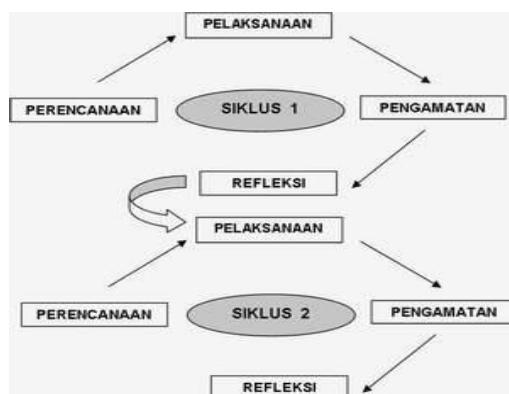 PELAKSANAAN
PERENCANAAN
SIKLUS 1
PENGAMATAN
REFLEKSI
PELAKSANAAN
PERENCANAAN
SIKLUS 2
PENGAMATAN
REFLEKSI